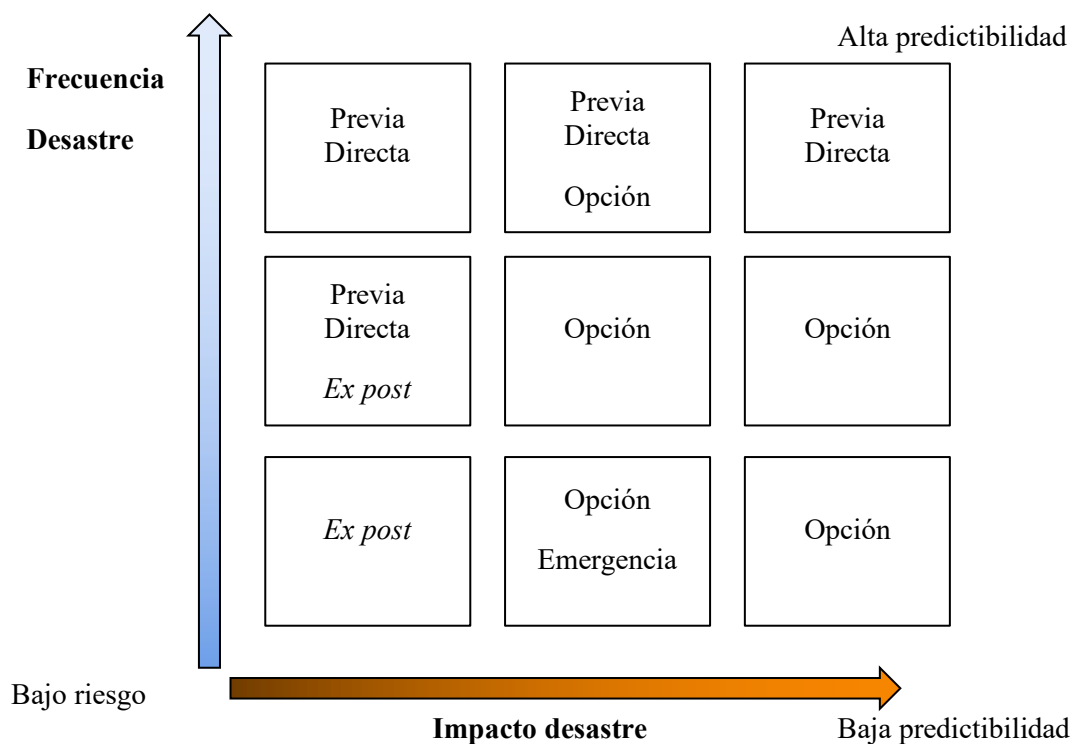 Alta predictibilidad
Frecuencia
Desastre
Previa
Directa
Previa
Directa
Opción
Previa
Directa
Previa
Directa
Ex post
Opción
Opción
Ex post
Opción
Emergencia
Opción
Bajo riesgo
Impacto desastre
Baja predictibilidad